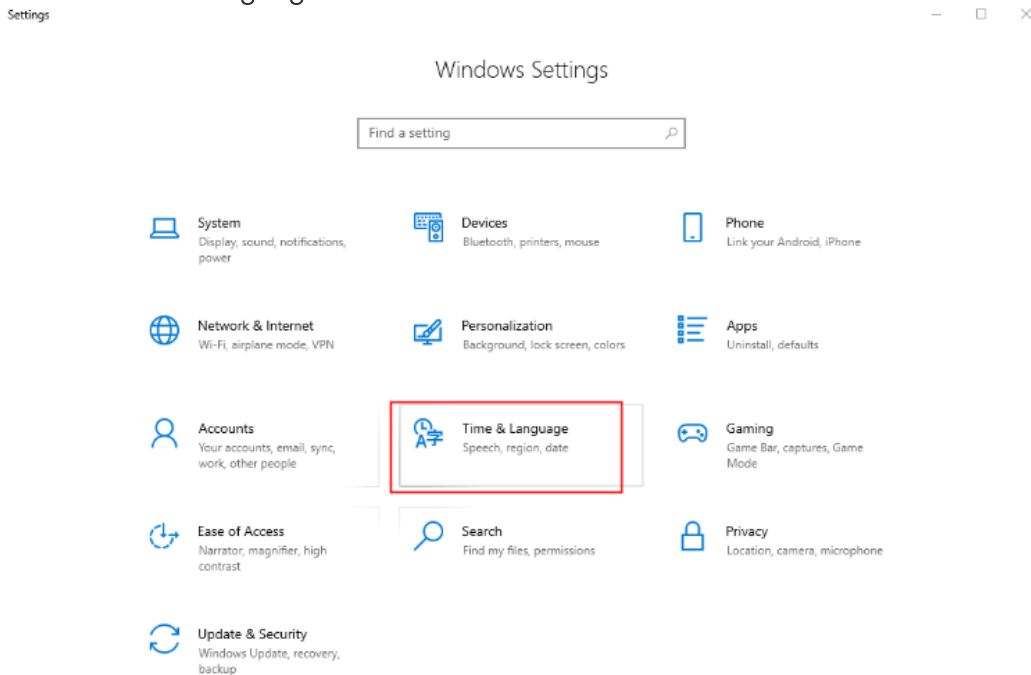 Settings
Windows Settings
Find a setting
System
Display, sound, notifications,
power
Devices
Bluetooth, printers, mouse
Phone
Link your Android, iPhone
Network & Internet
Wi-Fi, airplane mode, VPN
Personalization
Background, lock screen, colors
Apps
Uninstall, defaults
Accounts
Your accounts, email, sync,
work, other people
Time & Language
Speech, region, date
Gaming
Game Bar, captures, Game
Mode
Ease of Access
Narrator, magnifier, high
contrast
Search
Find my files, permissions
Privacy
Location, camera, microphone
Update & Security
Windows Update, recovery,
backup